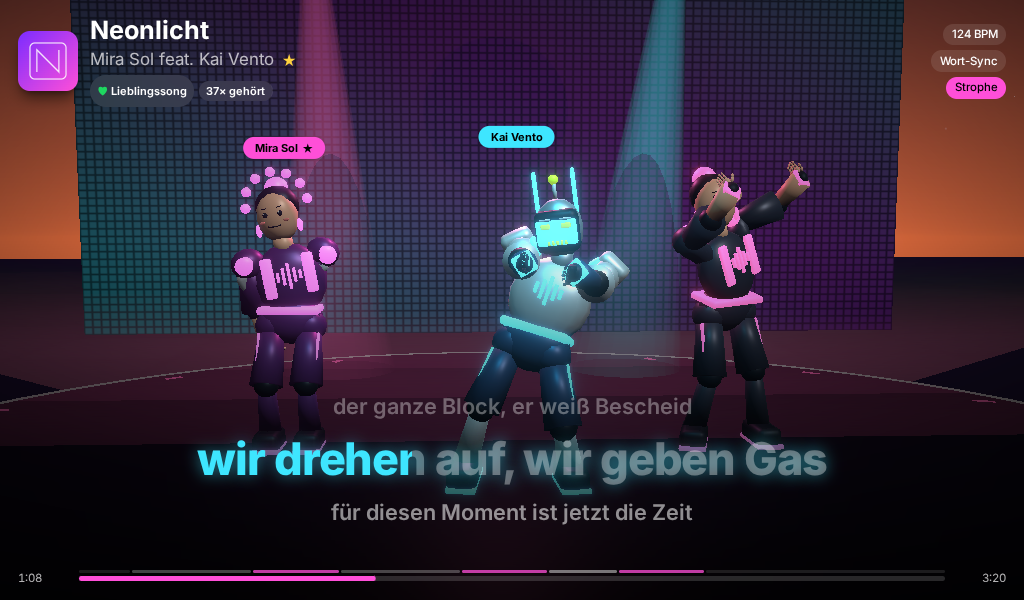 Neonlicht
Mira Sol feat. Kai Vento ★
Lieblingssong
37× gehört
124 BPM
Wort-Sync
Strophe
N
Mira Sol ★
Kai Vento
der ganze Block, er weiß Bescheid
wir drehen auf, wir geben Gas
für diesen Moment ist jetzt die Zeit
1:08
3:20